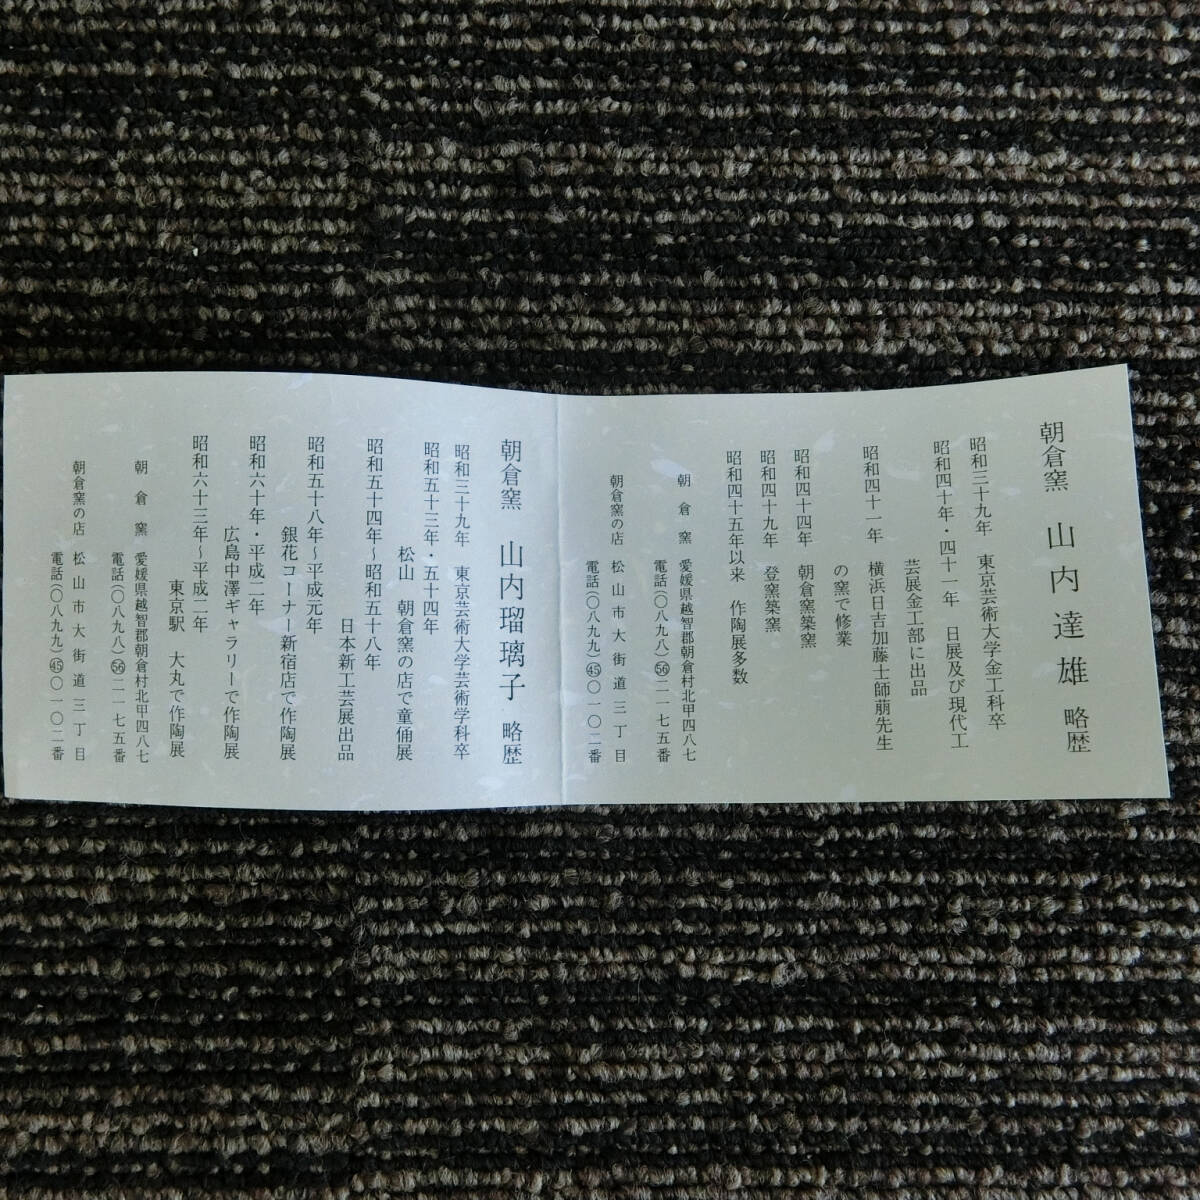 朝倉窯 山内達雄 略歴
昭和三十九年 東京芸術大学金工科卒
昭和四十年・四十一年 日展及び現代工
芸展金工部に出品
昭和四十一年 横浜日吉加藤士師萠先生
の窯で修業
昭和四十四年 朝倉窯築窯
昭和四十九年 登窯築窯
昭和四十五年以来 作陶展多数
朝倉窯 愛媛県越智郡朝倉村北甲四八七
電話(〇八九八)㊺
朝倉窯の店 松山市大街道三丁目
電話(〇八九九)㊺〇一〇二番
朝倉窯 山内瑠璃子 略歴
昭和三十九年 東京芸術大学芸術学科卒
昭和五十三年・五十四年
松山 朝倉窯の店で童俑展
昭和五十四年~昭和五十八年
日本新工芸展出品
昭和五十八年~平成元年
銀花コーナー新宿店で作陶展
昭和六十年・平成二年
広島中澤ギャラリーで作陶展
昭和六十三年~平成二年
東京駅 大丸で作陶展
朝倉窯 愛媛県越智郡朝倉村北甲四八七
電話(〇八九八)
朝倉窯の店 松山市大街道三丁目
電話(〇八九九)㊺〇一〇二番